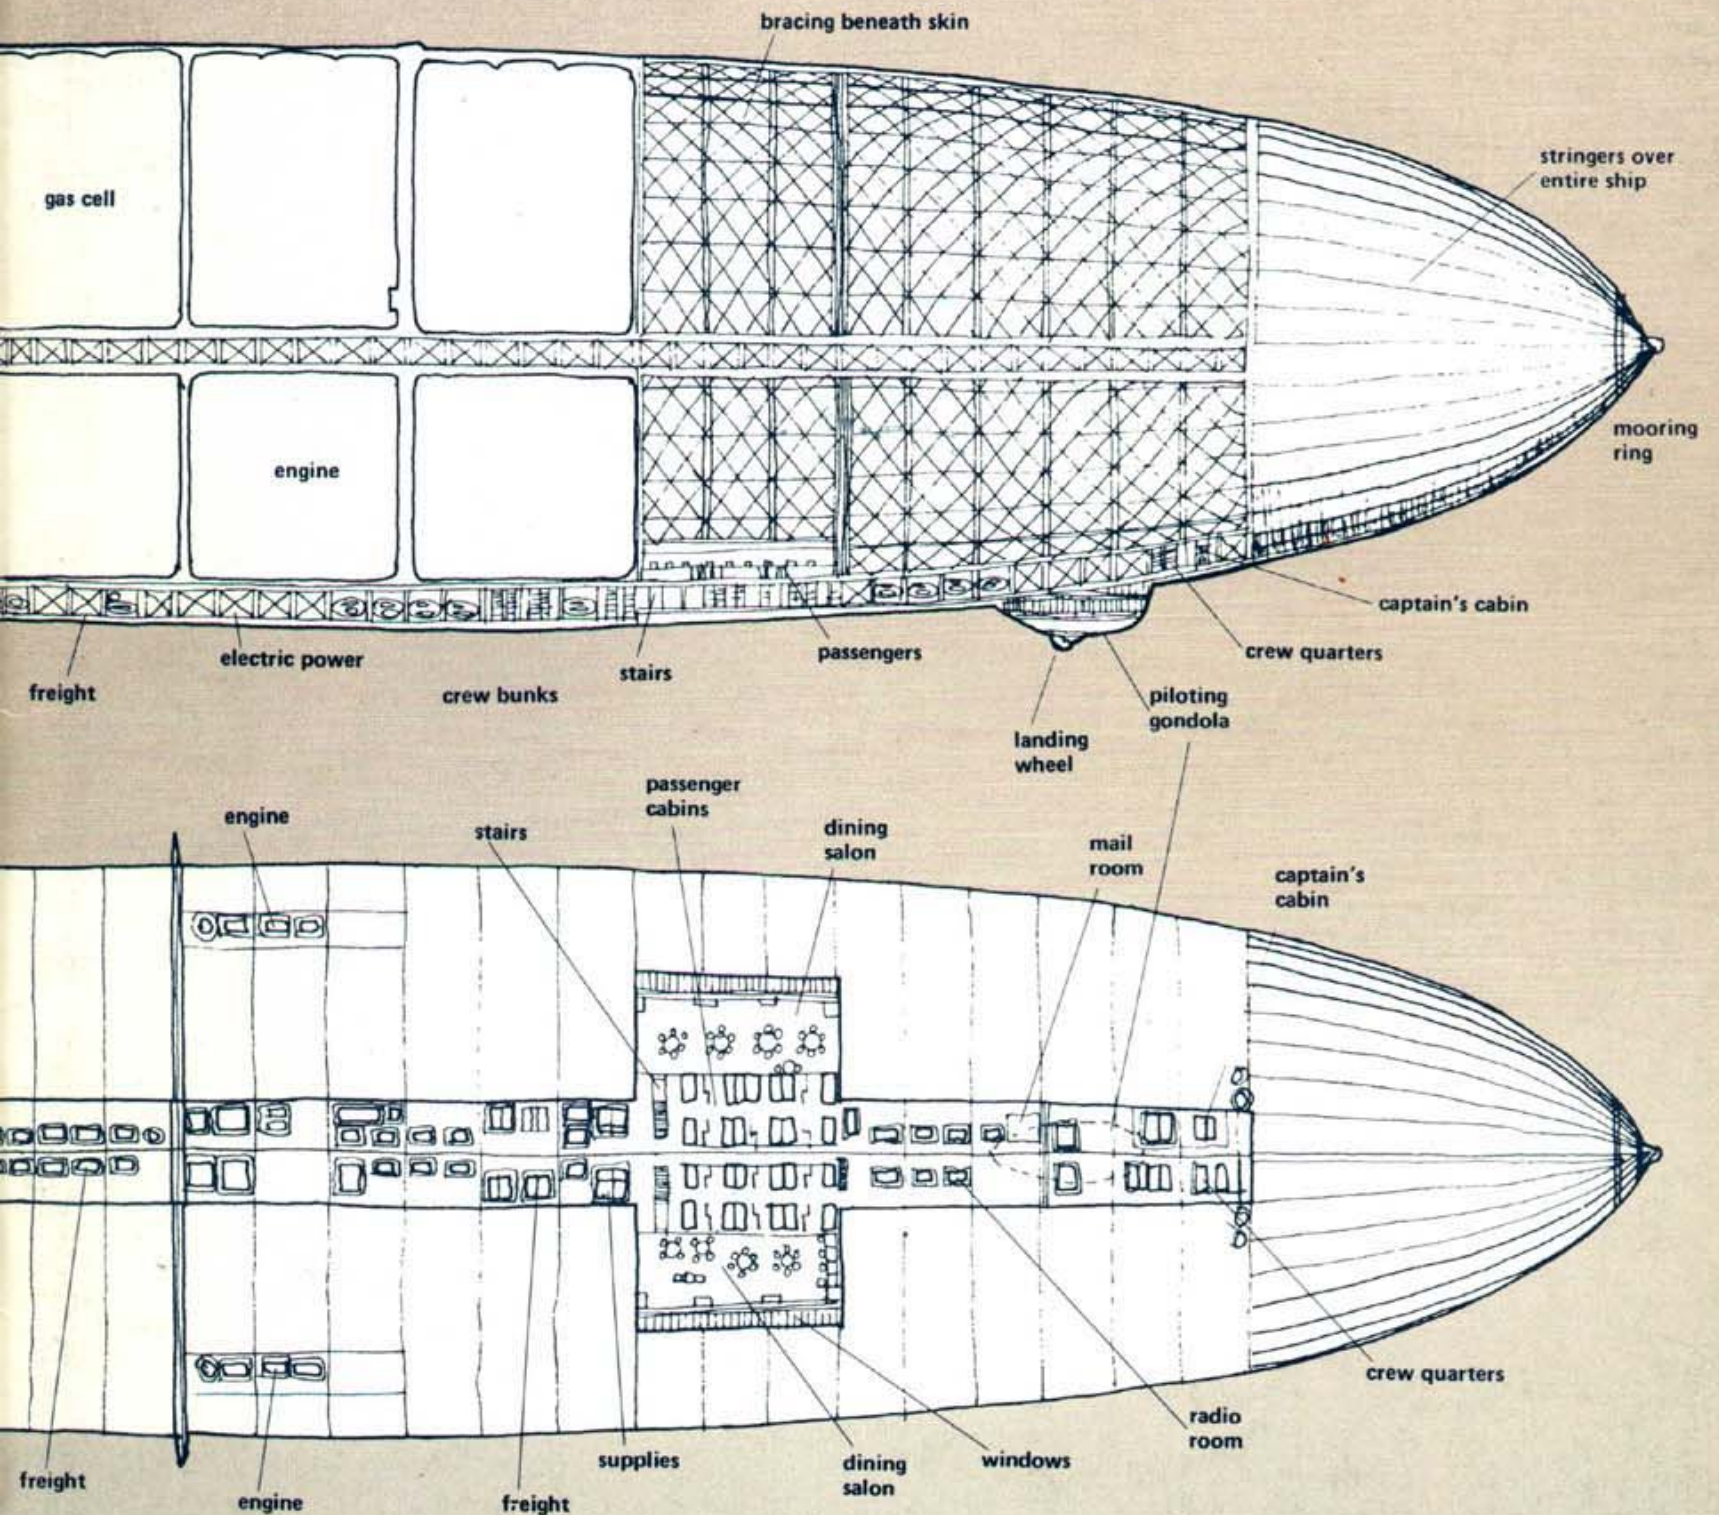 bracing beneath skin
stringers over
entire ship
gas cell
mooring
ring
engine
captain's cabin
freight
electric power
crew bunks
stairs
passengers
crew quarters
piloting
gondola
landing
wheel
passenger
cabins
engine
stairs
dining
salon
mail
room
captain's
cabin
crew quarters
radio
room
freight
engine
freight
supplies
dining
salon
windows